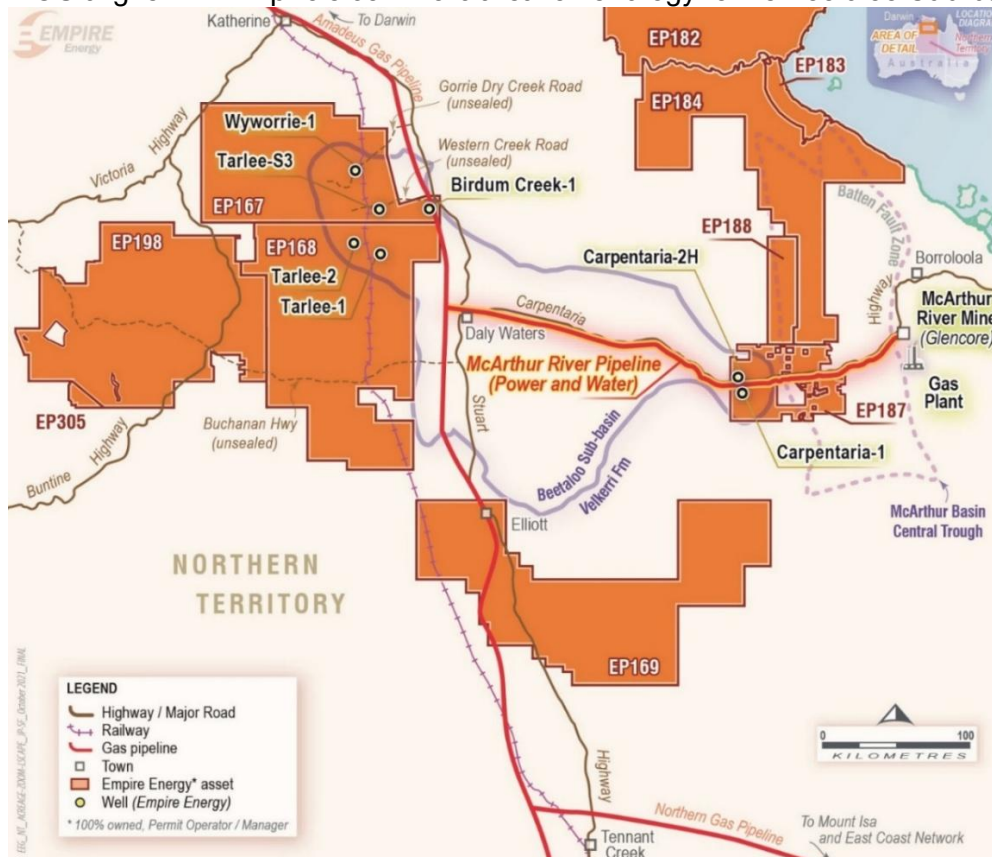 EMPIRE
Energy
Katherine
To Darwin
Amadeus Gas Pipeline
EP182
EP183
EP184
Darwin
LOCATION
AREA OF
DETAIL
Northern
Australia
Gorrie Dry Creek Road
(unsealed)
Wyworrie-1
Tarlee-S3
Western Creek Road
(unsealed)
Birdum Creek-1
Victoria
Highway
EP167
EP198
EP168
Tarlee-2
Tarlee-1
EP188
Batten Fault Zone
Carpentaria-2H
Borroloola
Carpentaria
Highway
Daly Waters
McArthur
River Mine
(Glencore)
McArthur River Pipeline
(Power and Water)
Gas
Plant
EP187
EP305
Buchanan Hwy
(unsealed)
Stuart
Carpentaria-1
Buntine
Highway
Beetaloo Sub-basin
Velkerri Fm
McArthur Basin
Central Trough
Elliott
NORTHERN
TERRITORY
EP169
LEGEND
Highway / Major Road
Railway
Gas pipeline
Town
Empire Energy* asset
Well (Empire Energy)
* 100% owned, Permit Operator / Manager
0 100
KILOMETRES
Highway
Northern Gas Pipeline
To Mount Isa
and East Coast Network
Tennant
Creek